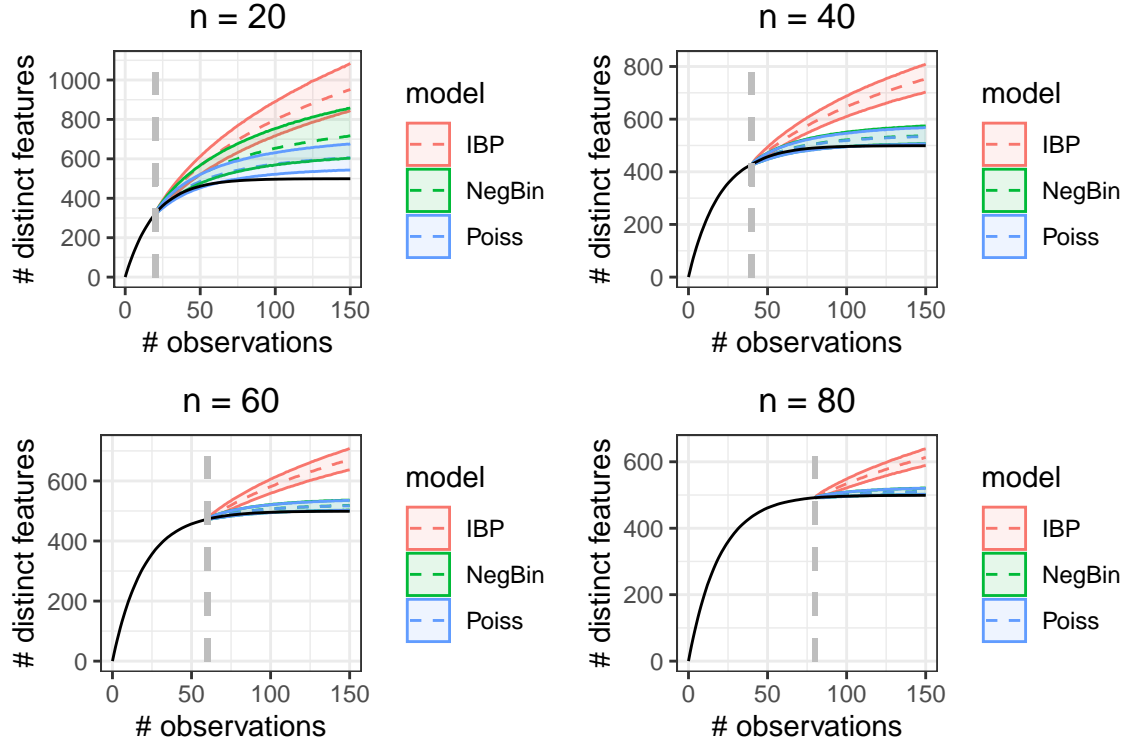 n = 20
# distinct features
1000
800
600
400
200
0
0 50 100 150
# observations
model
IBP
NegBin
Poiss
n = 40
# distinct features
800
600
400
200
0
0 50 100 150
# observations
model
IBP
NegBin
Poiss
n = 60
# distinct features
600
400
200
0
0 50 100 150
# observations
model
IBP
NegBin
Poiss
n = 80
# distinct features
600
400
200
0
0 50 100 150
# observations
model
IBP
NegBin
Poiss